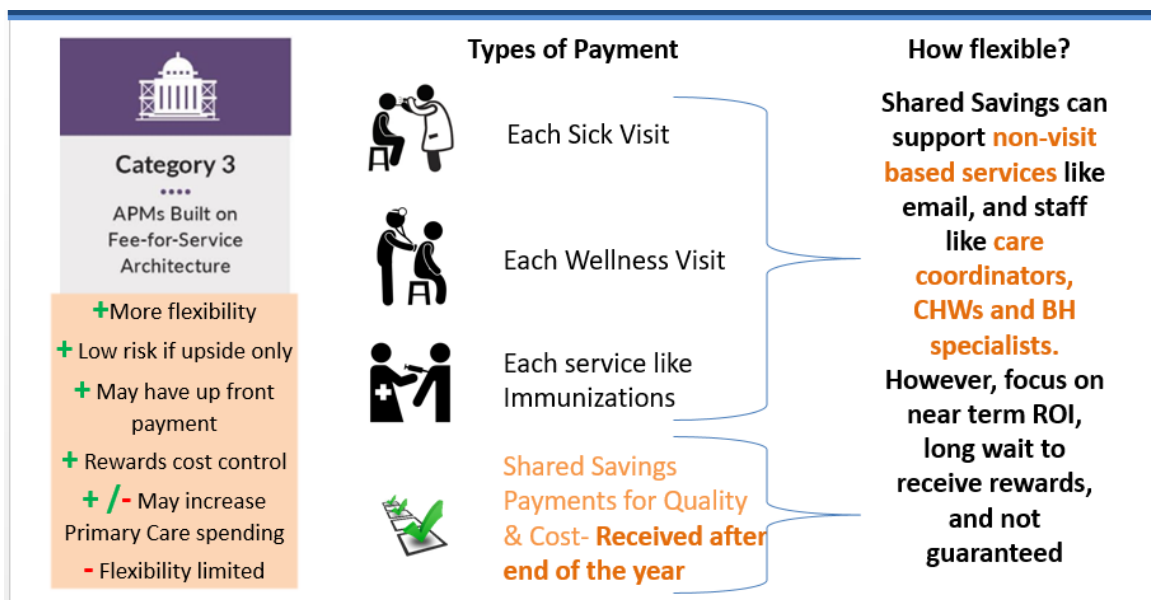 Category 3
APMs Built on
Fee-for-Service
Architecture
+More flexibility
+ Low risk if upside only
+ May have up front
payment
+ Rewards cost control
+ /- May increase
Primary Care spending
- Flexibility limited
Types of Payment
Each Sick Visit
Each Wellness Visit
Each service like
Immunizations
Shared Savings
Payments for Quality
& Cost- Received after
end of the year
How flexible?
Shared Savings can
support non-visit
based services like
email, and staff
like care
coordinators,
CHWs and BH
specialists.
However, focus on
near term ROI,
long wait to
receive rewards,
and not
guaranteed